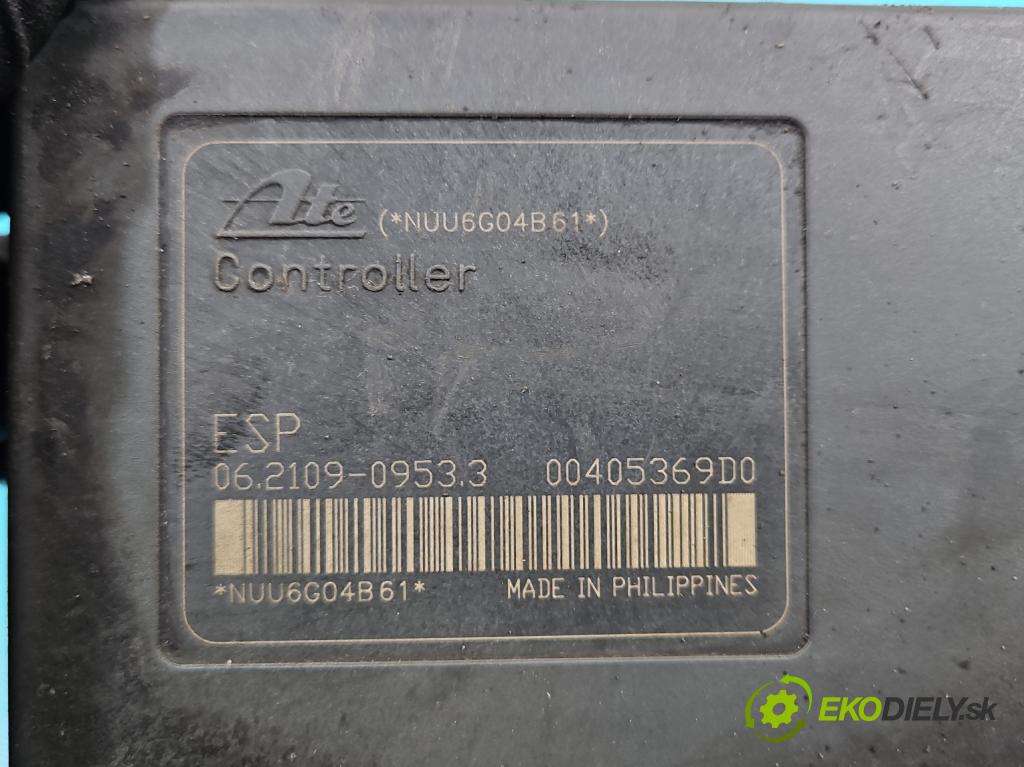 Ate (*NUU6G04B61*)
Controller
ESP
06.2109-0953.3 00405369D0
*NUU6G04B61* MADE IN PHILIPPINES
EKODIELY.sk